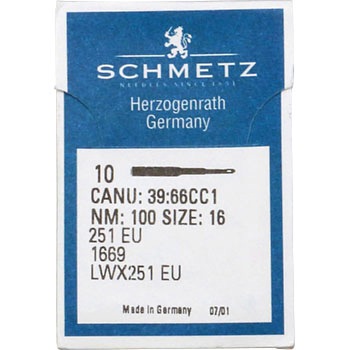 SCHMETZ
NEEDLES SINCE 1851
Herzogenrath
Germany
10
CANU: 39:66CC1
NM: 100 SIZE: 16
251 EU
1669
LWX251 EU
Made in Germany 07/01